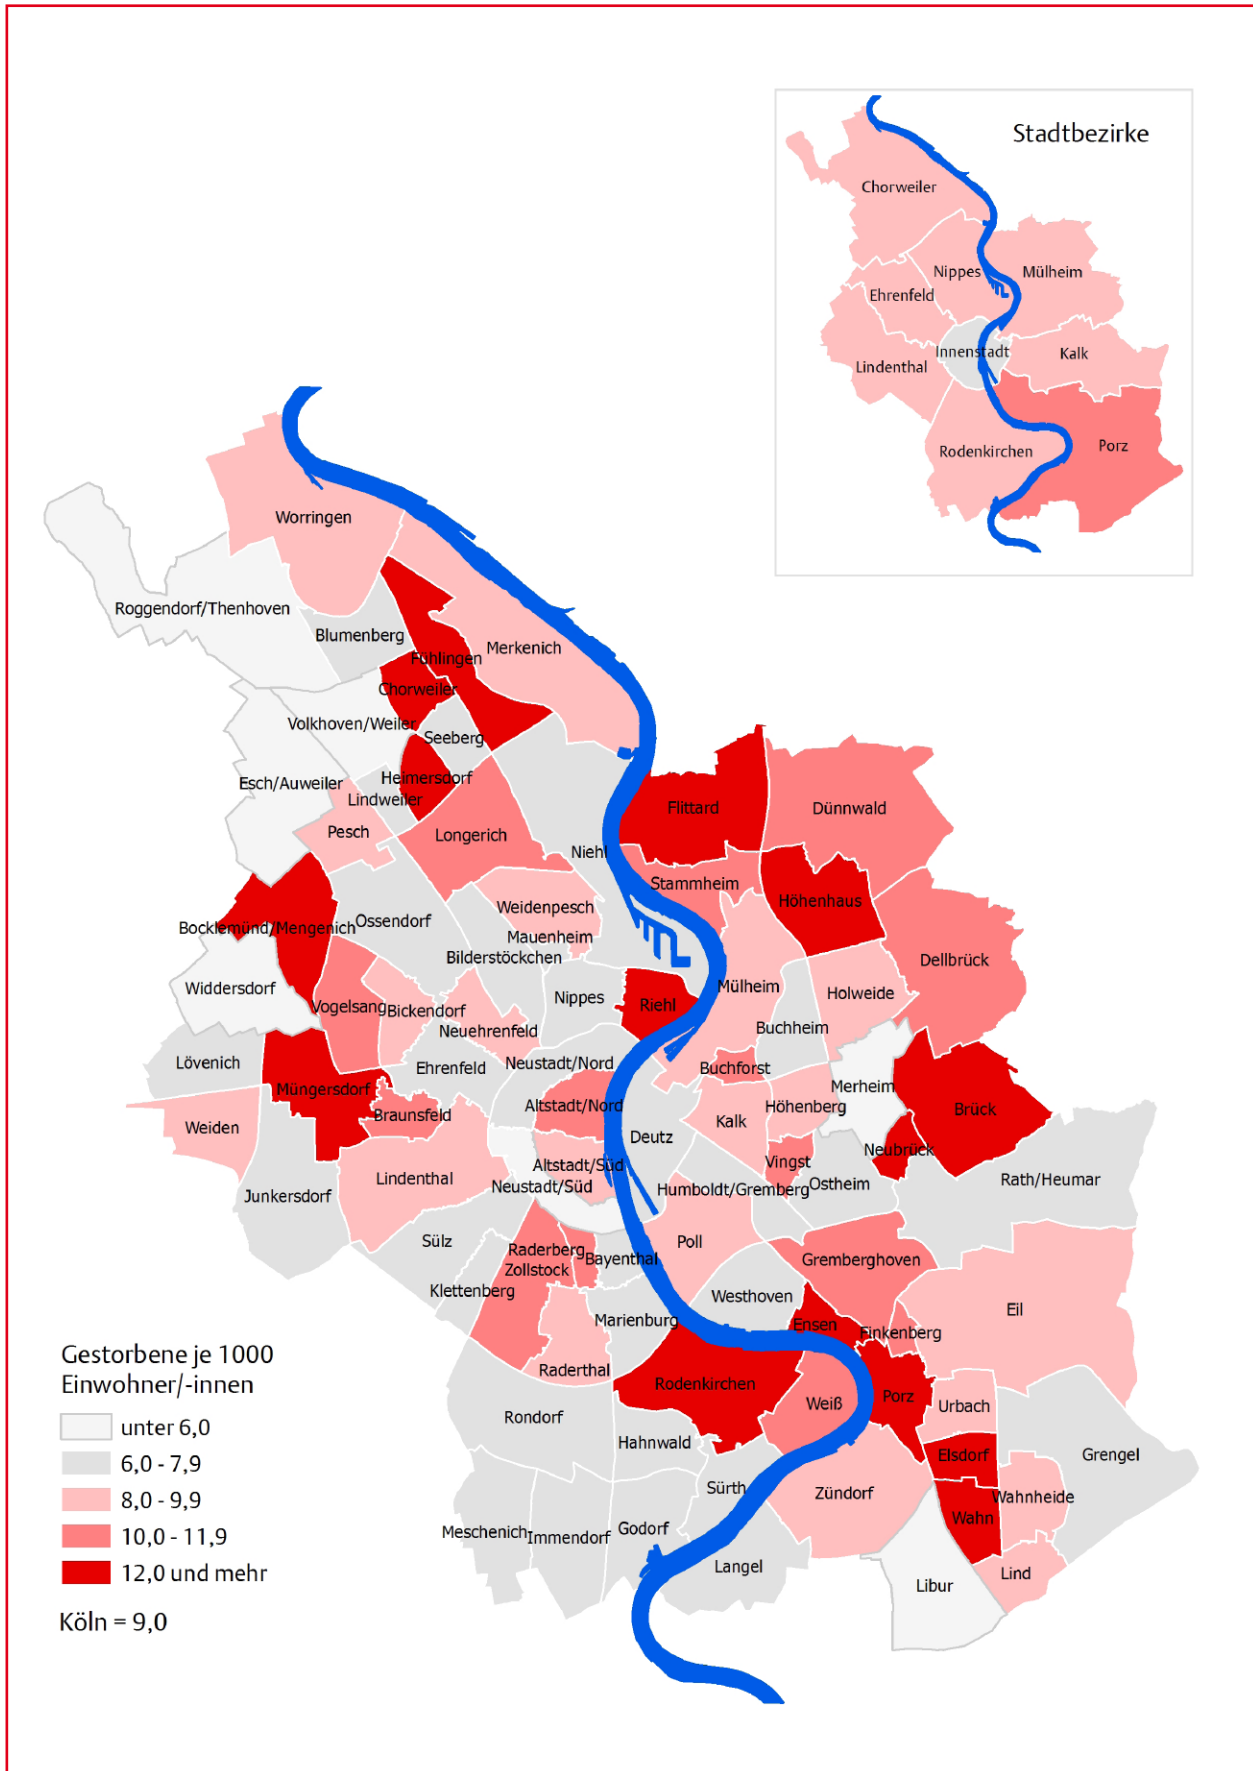 Stadtbezirke
Chorweiler
Nippes
Mülheim
Ehrenfeld
Innenstadt
Kalk
Lindenthal
Rodenkirchen
Porz
Worringen
Roggendorf/Thenhoven
Blumenberg
Merkenich
Fühlingen
Chorweiler
Volkhoven/Weiler
Seeberg
Esch/Auweiler
Heimersdorf
Lindweiler
Pesch
Longerich
Flittard
Dünnwald
Niehl
Stammheim
Höhenhaus
Weidenpesch
Ossendorf
Bocklemünd/Mengenich
Mauenheim
Bilderstöckchen
Dellbrück
Widdersdorf
Mülheim
Holweide
Nippes
Riehl
Vogelsang
Bickendorf
Neuehrenfeld
Buchheim
Lövenich
Ehrenfeld
Neustadt/Nord
Buchforst
Merheim
Müngersdorf
Braunsfeld
Altstadt/Nord
Höhenberg
Brück
Weiden
Kalk
Deutz
Neubrück
Vingst
Altstadt/Süd
Lindenthal
Neustadt/Süd
Humboldt/Gremberg
Ostheim
Rath/Heumar
Junkersdorf
Sülz
Poll
Raderberg
Zollstock
Bayenthal
Gremberghoven
Klettenberg
Westhoven
Eil
Marienburg
Ensen
Finkenberg
Raderthal
Rodenkirchen
Weiß
Porz
Urbach
Rondorf
Hahnwald
Elsdorf
Grengel
Sürth
Zündorf
Wahnheide
Wahn
Meschenich
Immendorf
Godorf
Langel
Lind
Libur
Gestorbene je 1000
Einwohner/-innen
unter 6,0
6,0 - 7,9
8,0 - 9,9
10,0 - 11,9
12,0 und mehr
Köln = 9,0